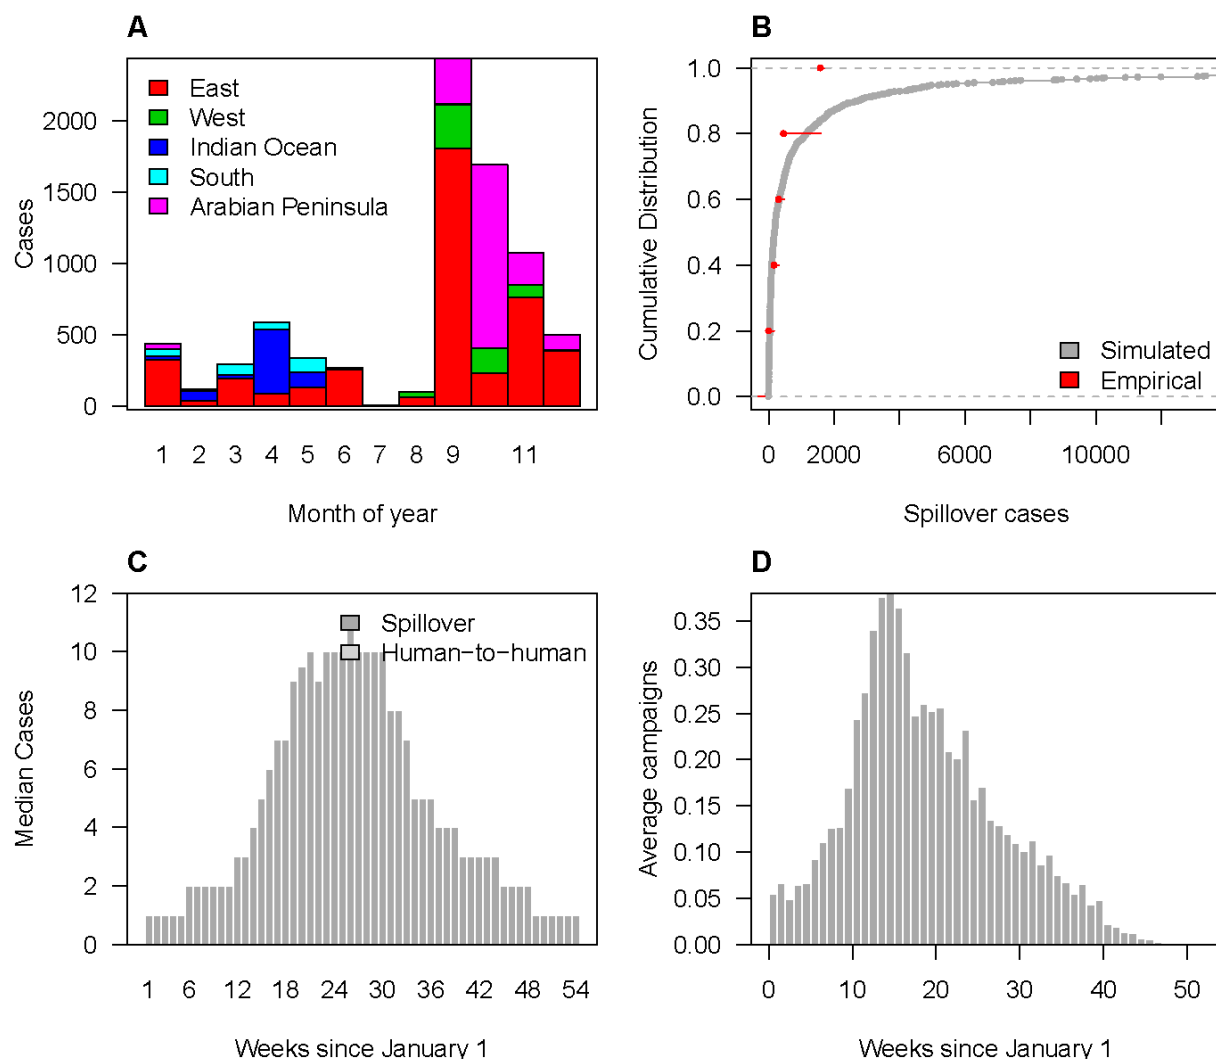 A
East
West
Indian Ocean
South
Arabian Peninsula
Cases
2000
1500
1000
500
0
1 2 3 4 5 6 7 8 9 11
Month of year
B
Cumulative Distribution
1.0
0.8
0.6
0.4
0.2
0.0
Simulated
Empirical
0 2000 6000 10000
Spillover cases
C
Spillover
Human−to−human
Median Cases
12
10
8
6
4
2
0
1 6 12 18 24 30 36 42 48 54
Weeks since January 1
D
Average campaigns
0.35
0.30
0.25
0.20
0.15
0.10
0.05
0.00
0 10 20 30 40 50
Weeks since January 1